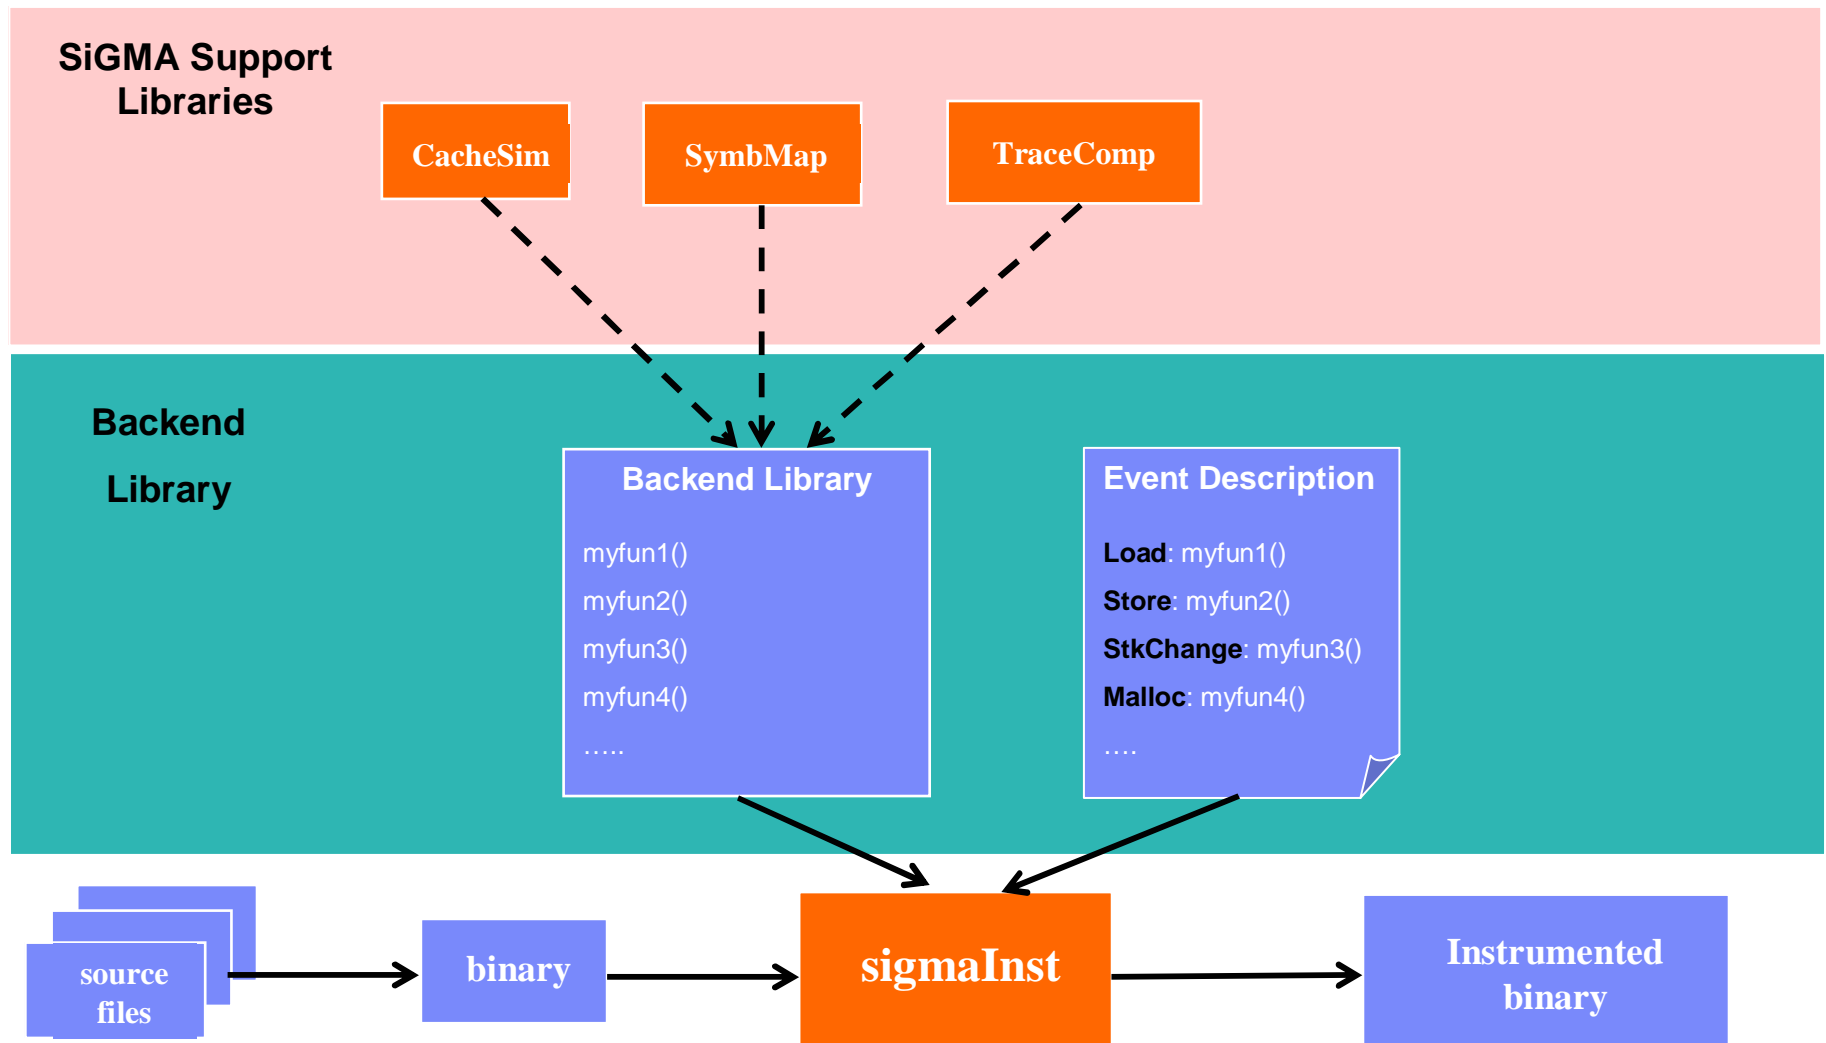 SiGMA Support
Libraries
CacheSim
SymbMap
TraceComp
Backend
Library
Backend Library
myfun1()
myfun2()
myfun3()
myfun4()
…..
Event Description
Load: myfun1()
Store: myfun2()
StkChange: myfun3()
Malloc: myfun4()
….
source
files
binary
sigmaInst
Instrumented
binary